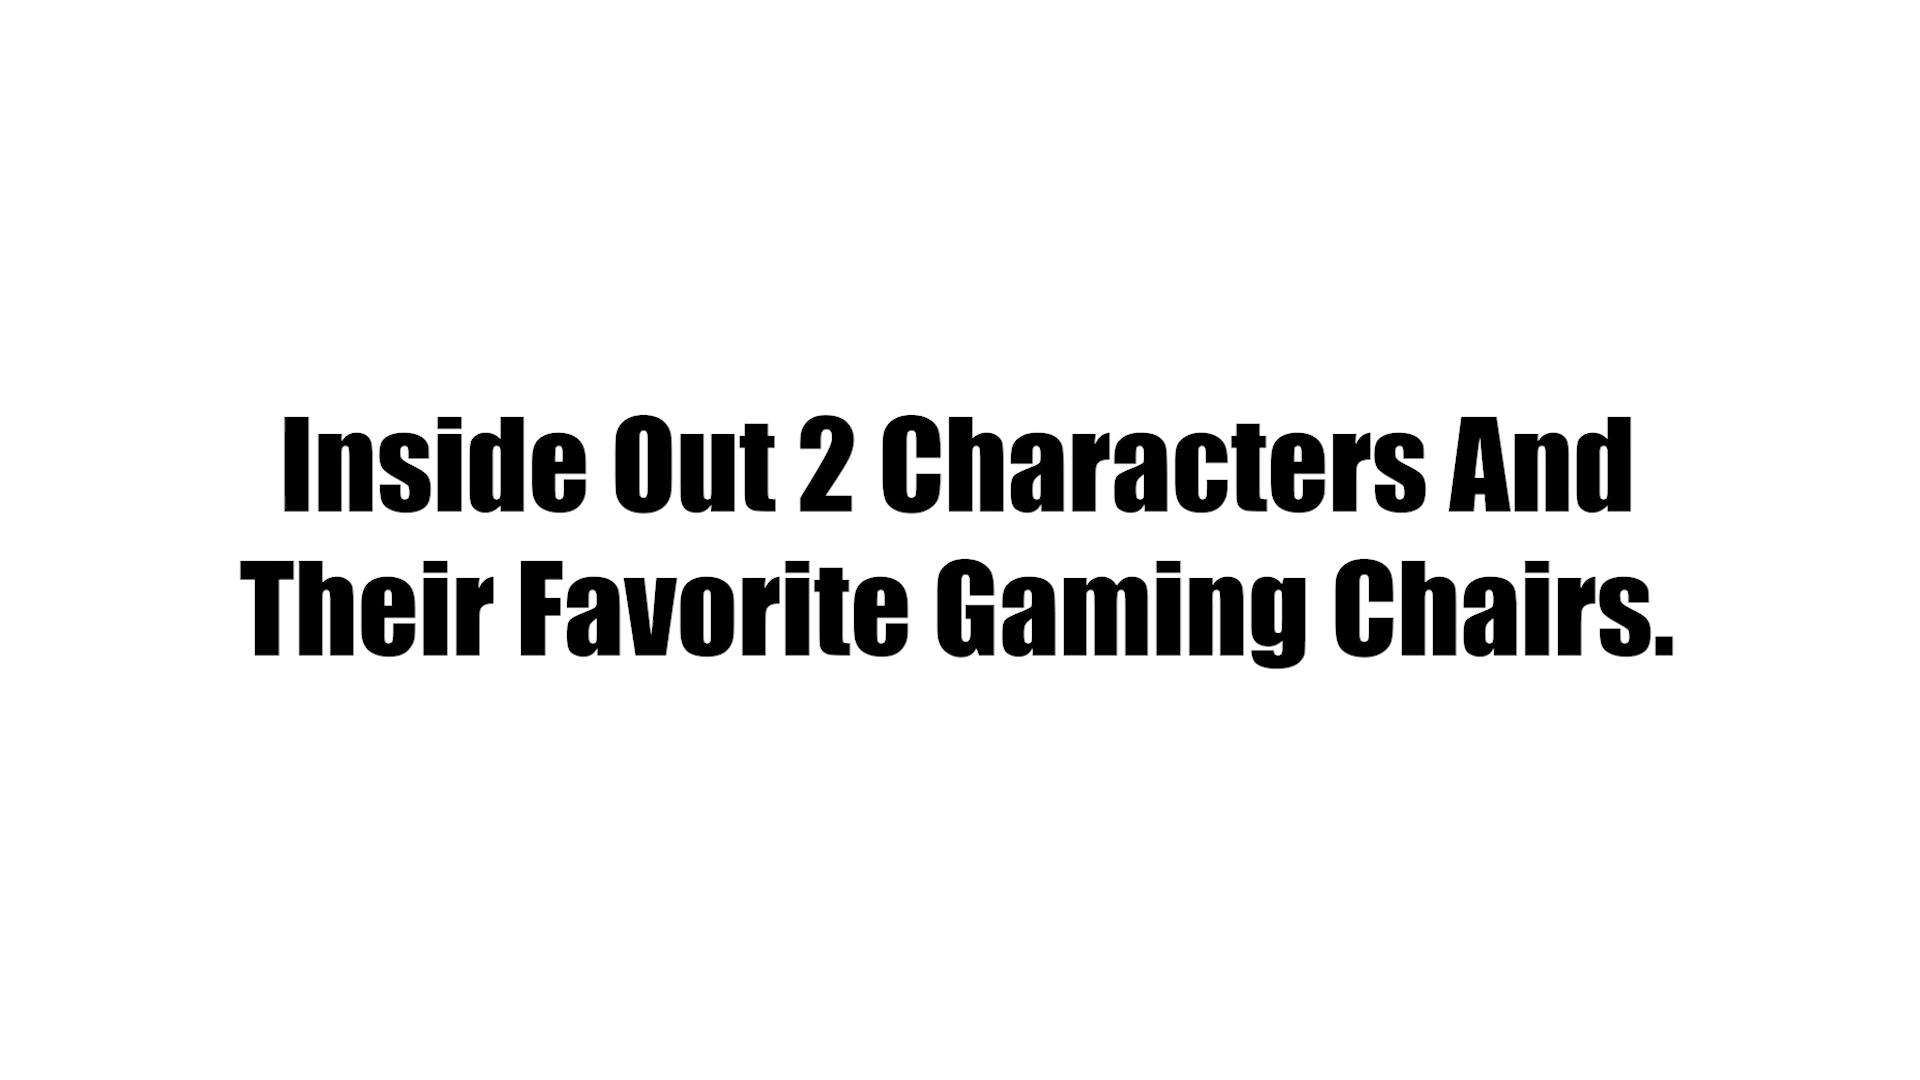 Inside Out 2 Characters And
Their Favorite Gaming Chairs.